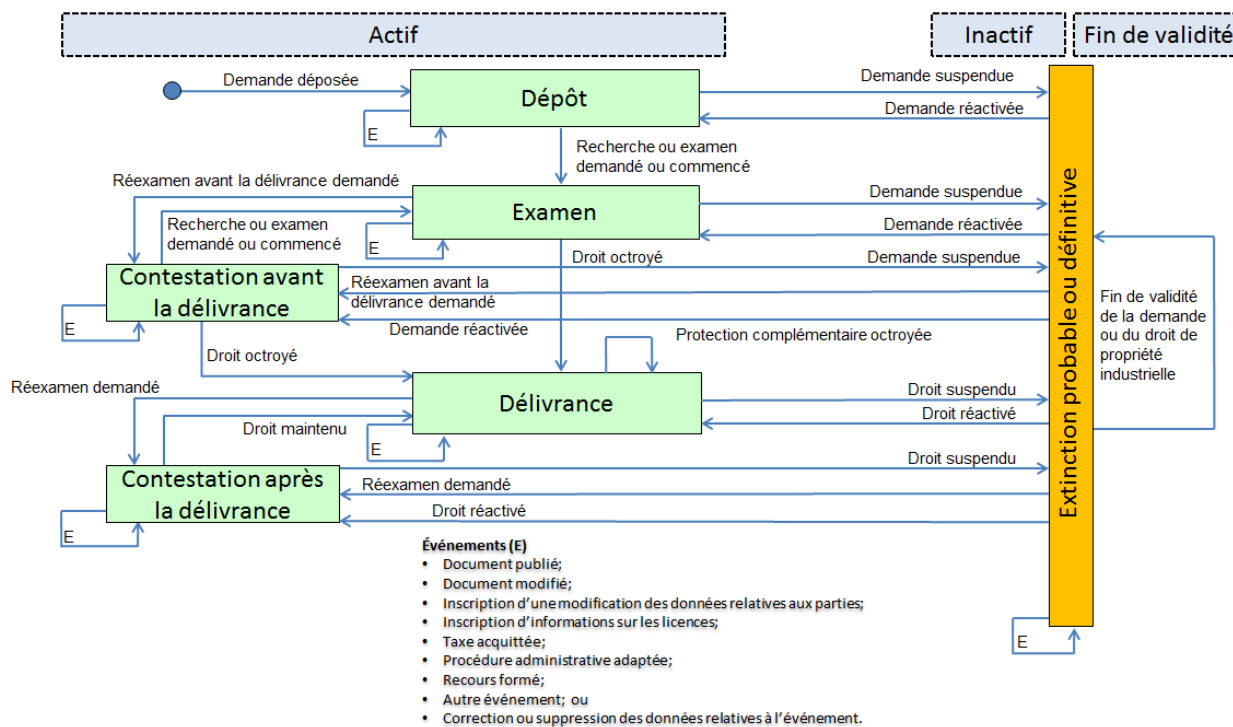 Actif
Inactif
Fin de validité
Demande déposée
Dépôt
Demande suspendue
Demande réactivée
E
Recherche ou examen
demandé ou commencé
Réexamen avant la délivrance demandé
Examen
Demande suspendue
Demande réactivée
Recherche ou examen
demandé ou commencé
E
Droit octroyé
Demande suspendue
Contestation avant
la délivrance
Réexamen avant la
délivrance demandé
E
Demande réactivée
Protection complémentaire octroyée
Droit octroyé
Fin de validité
de la demande
ou du droit de
propriété
industrielle
Extinction probable ou définitive
Réexamen demandé
Délivrance
Droit suspendu
Droit réactivé
Droit maintenu
E
Droit suspendu
Contestation après
la délivrance
Réexamen demandé
Droit réactivé
E
Événements (E)
• Document publié;
• Document modifié;
• Inscription d’une modification des données relatives aux parties;
• Inscription d’informations sur les licences;
• Taxe acquittée;
• Procédure administrative adaptée;
• Recours formé;
• Autre événement; ou
• Correction ou suppression des données relatives à l’événement.
E